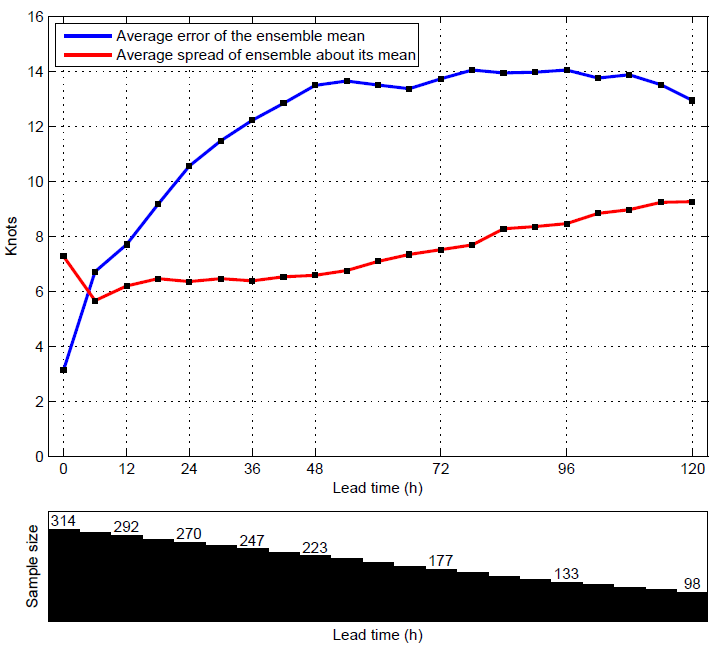 16
Average error of the ensemble mean
Average spread of ensemble about its mean
14
12
10
8
6
4
2
0
Knots
0 12 24 36 48 72 96 120
Lead time (h)
314 292 270 247 223 177 133 98
Sample size
Lead time (h)